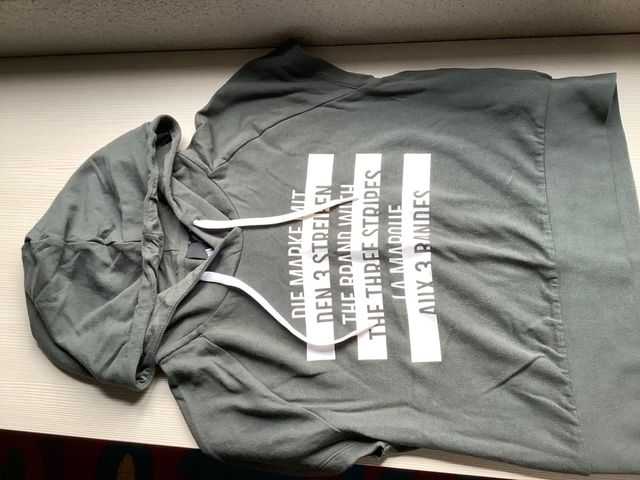 DIE MARKE MIT
DEN 3 STREIFEN
THE BRAND WITH
THE THREE STRIPES
LA MARQUE
AUX 3 BANDES